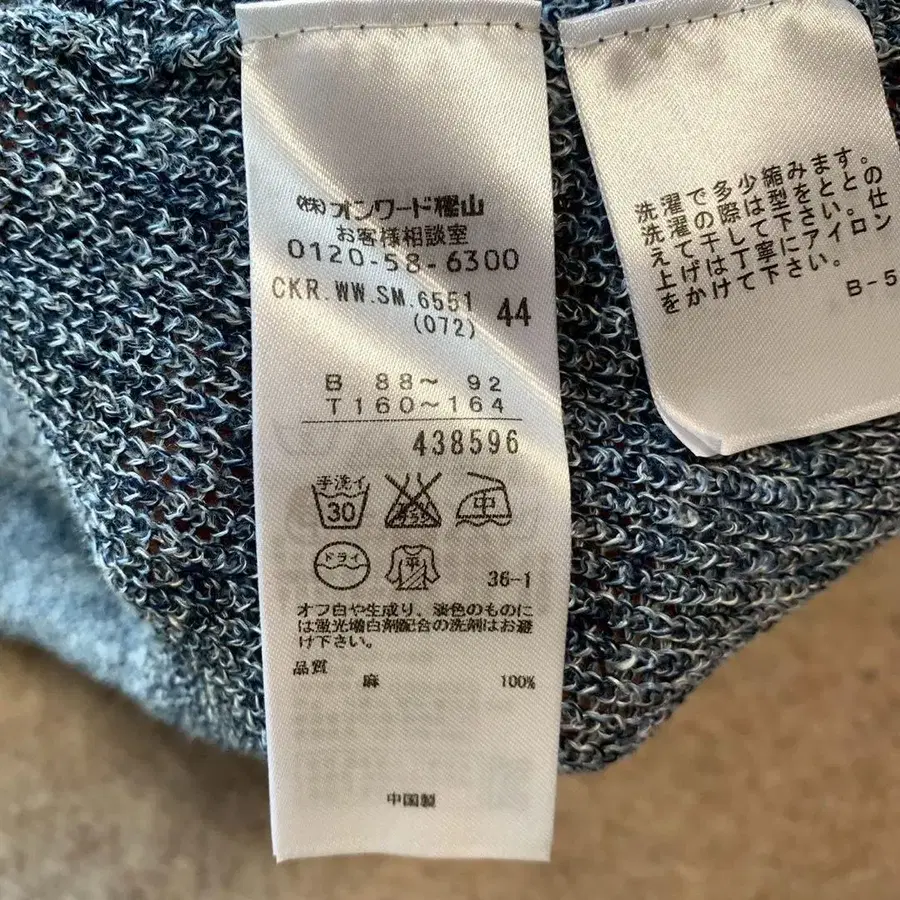 ㈱オンワード樫山
お客様相談室
0120-58-6300
CKR.WW.SM.6551
(072)
44
B 88～ 92
T160～164
438596
手洗イ
30
中
ドライ
平
36-1
オフ白や生成り、淡色のものに
は蛍光増白剤配合の洗剤はお避
け下さい。
品質
麻 100%
中国製
洗濯で多少縮みます。
洗濯の際は型をととの
えて干して下さい。仕
上げは丁寧にアイロン
をかけて下さい。
B-5